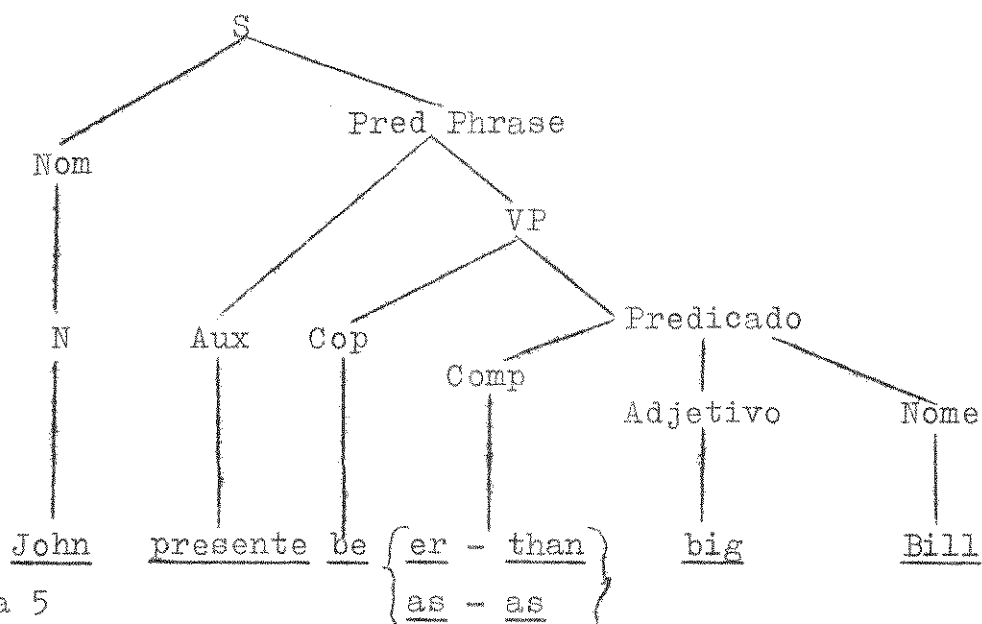 S
Pred Phrase
Nom
VP
Predicado
N Aux Cop
Comp
Adjetivo Nome
John presente be { er - than } big Bill
a 5 { as - as }